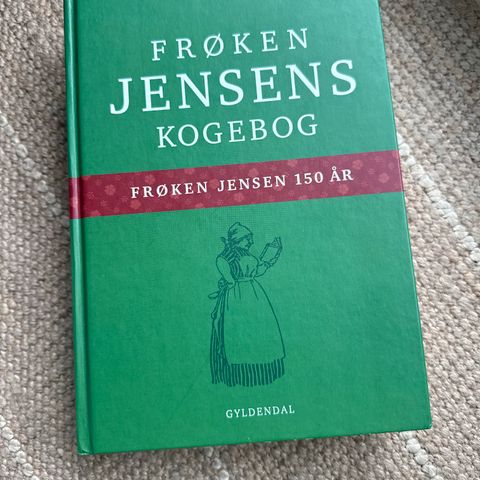 FRØKEN
JENSENS
KOGEBOG
FRØKEN JENSEN 150 ÅR
GYLDENDAL